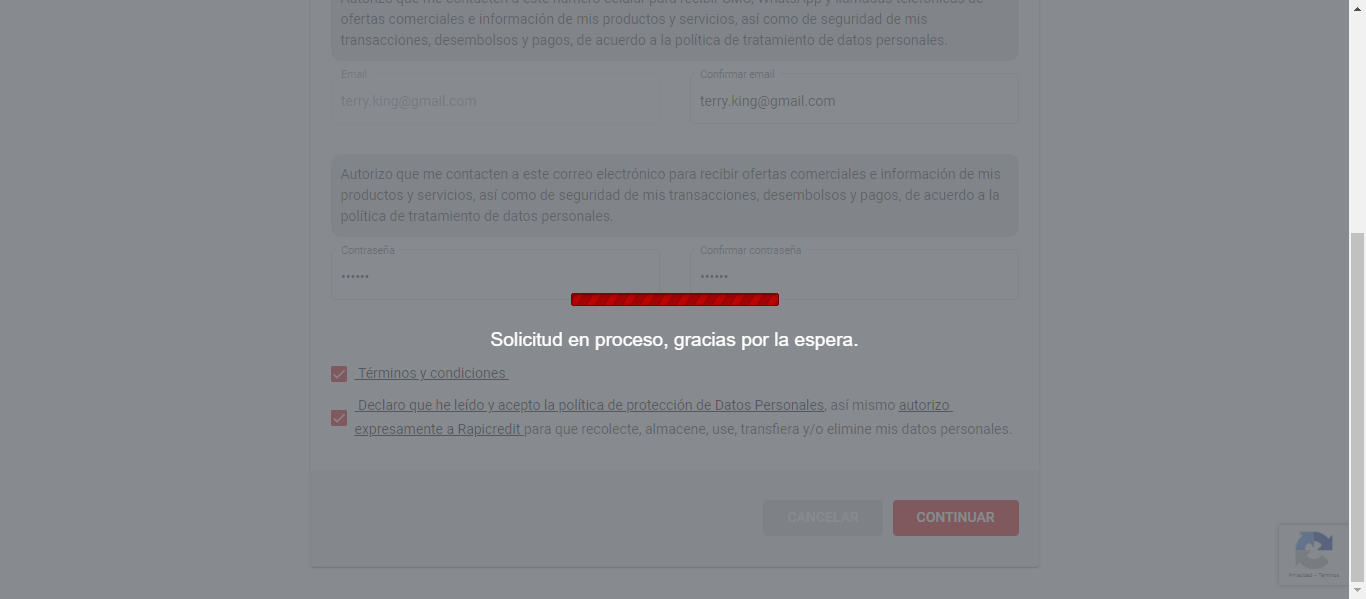 Autorizo que me contacten a este número celular para recibir SMS, WhatsApp y llamadas telefónicas de
ofertas comerciales e información de mis productos y servicios, así como de seguridad de mis
transacciones, desembolsos y pagos, de acuerdo a la política de tratamiento de datos personales.
Email
Confirmar email
terry.king@gmail.com
terry.king@gmail.com
Autorizo que me contacten a este correo electrónico para recibir ofertas comerciales e información de mis
productos y servicios, así como de seguridad de mis transacciones, desembolsos y pagos, de acuerdo a la
política de tratamiento de datos personales.
Contraseña
Confirmar contraseña
••••••
••••••
Solicitud en proceso, gracias por la espera.
Términos y condiciones
Declaro que he leído y acepto la política de protección de Datos Personales, así mismo autorizo
expresamente a Rapicredit para que recolecte, almacene, use, transfiera y/o elimine mis datos personales.
CANCELAR
CONTINUAR
Privacidad - Términos